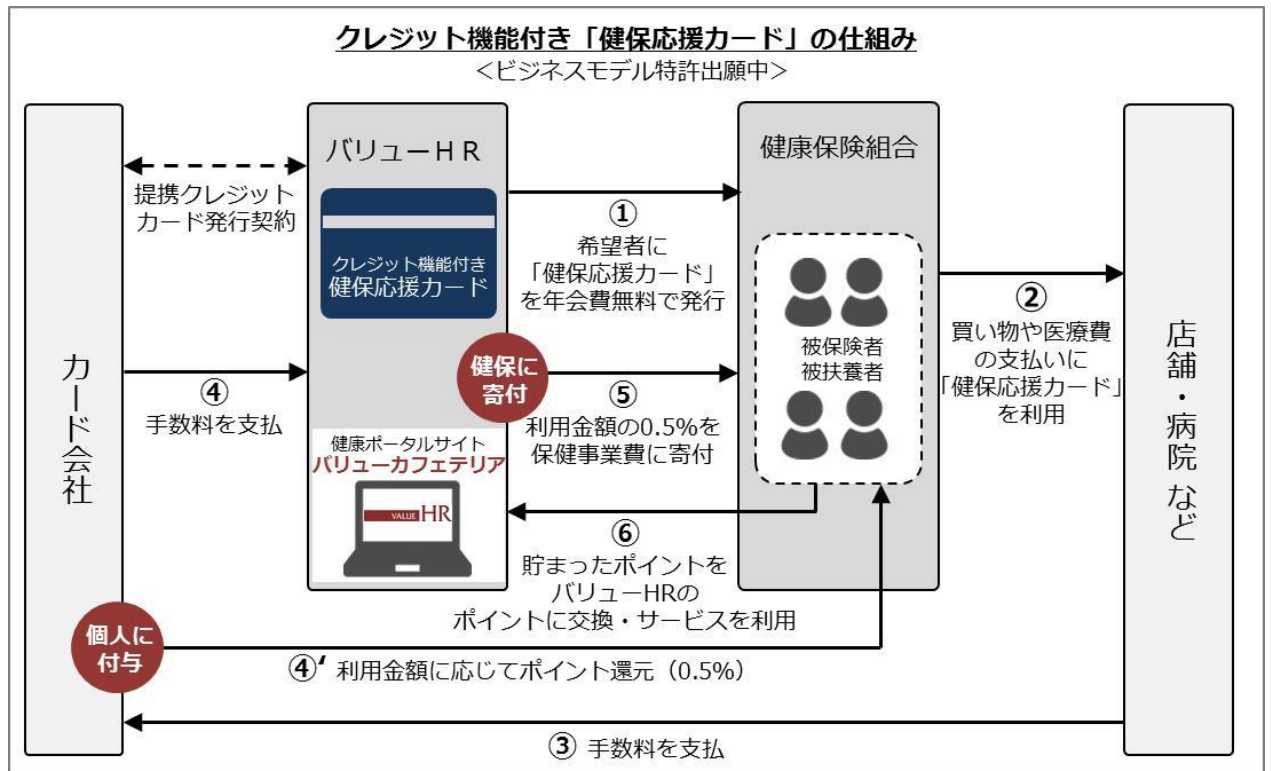 クレジット機能付き「健保応援カード」の仕組み
＜ビジネスモデル特許出願中＞
カード会社
提携クレジット
カード発行契約
④
手数料を支払
バリューＨＲ
クレジット機能付き
健保応援カード
健康ポータルサイト
バリューカフェテリア
VALUE HR
①
希望者に
「健保応援カード」
を年会費無料で発行
健保に
寄付
⑤
利用金額の0.5%を
保健事業費に寄付
⑥
貯まったポイントを
バリューHRの
ポイントに交換・サービスを利用
健康保険組合
被保険者
被扶養者
②
買い物や医療費
の支払いに
「健保応援カード」
を利用
店舗・病院 など
個人に
付与
④‘ 利用金額に応じてポイント還元（0.5%）
③ 手数料を支払